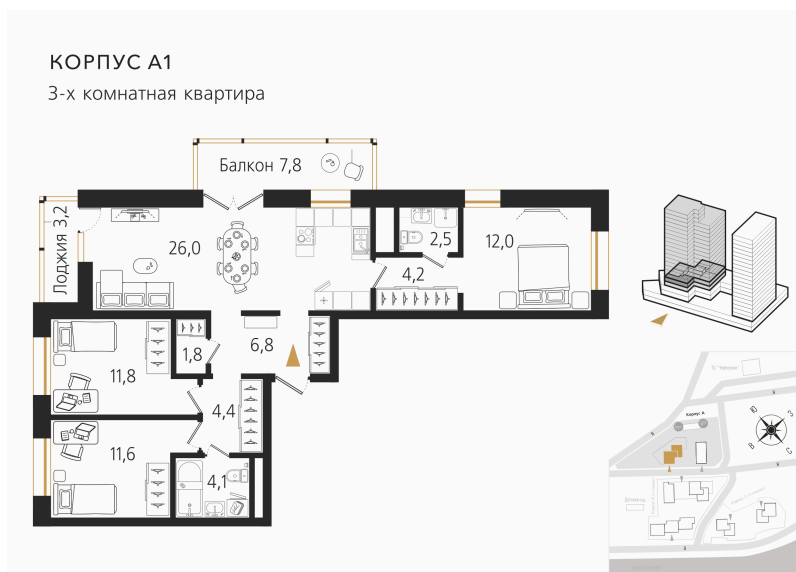 КОРПУС А1
3-х комнатная квартира
Балкон 7,8
Лоджия 3,2
26,0
2,5
12,0
4,2
6,8
1,8
11,8
4,4
11,6
4,1
Корпус А
Ю
З
В
С